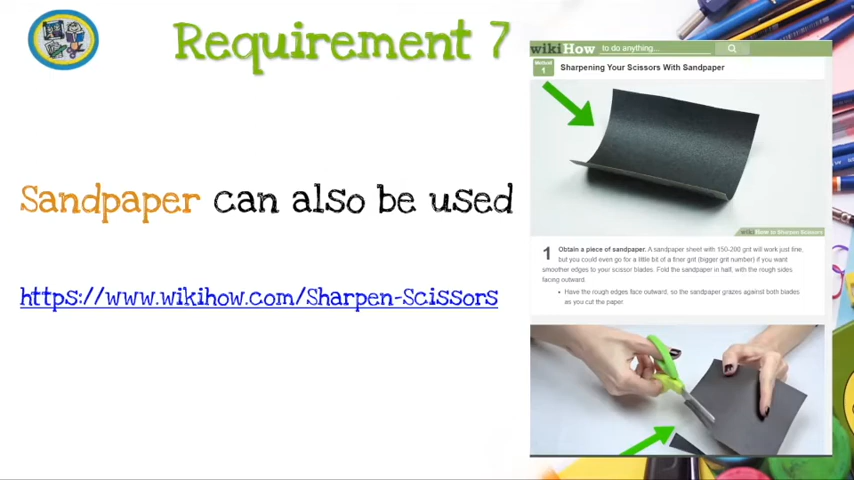 Requirement 7
Sandpaper can also be used
https://www.wikihow.com/Sharpen-Scissors
wikiHow to do anything...
Method
1
Sharpening Your Scissors With Sandpaper
wikiHow to Sharpen Scissors
1 Obtain a piece of sandpaper. A sandpaper sheet with 150-200 grit will work just fine,
but you could even go for a little bit of a finer grit (bigger grit number) if you want
smoother edges to your scissor blades. Fold the sandpaper in half, with the rough sides
facing outward.
• Have the rough edges face outward, so the sandpaper grazes against both blades
as you cut the paper.